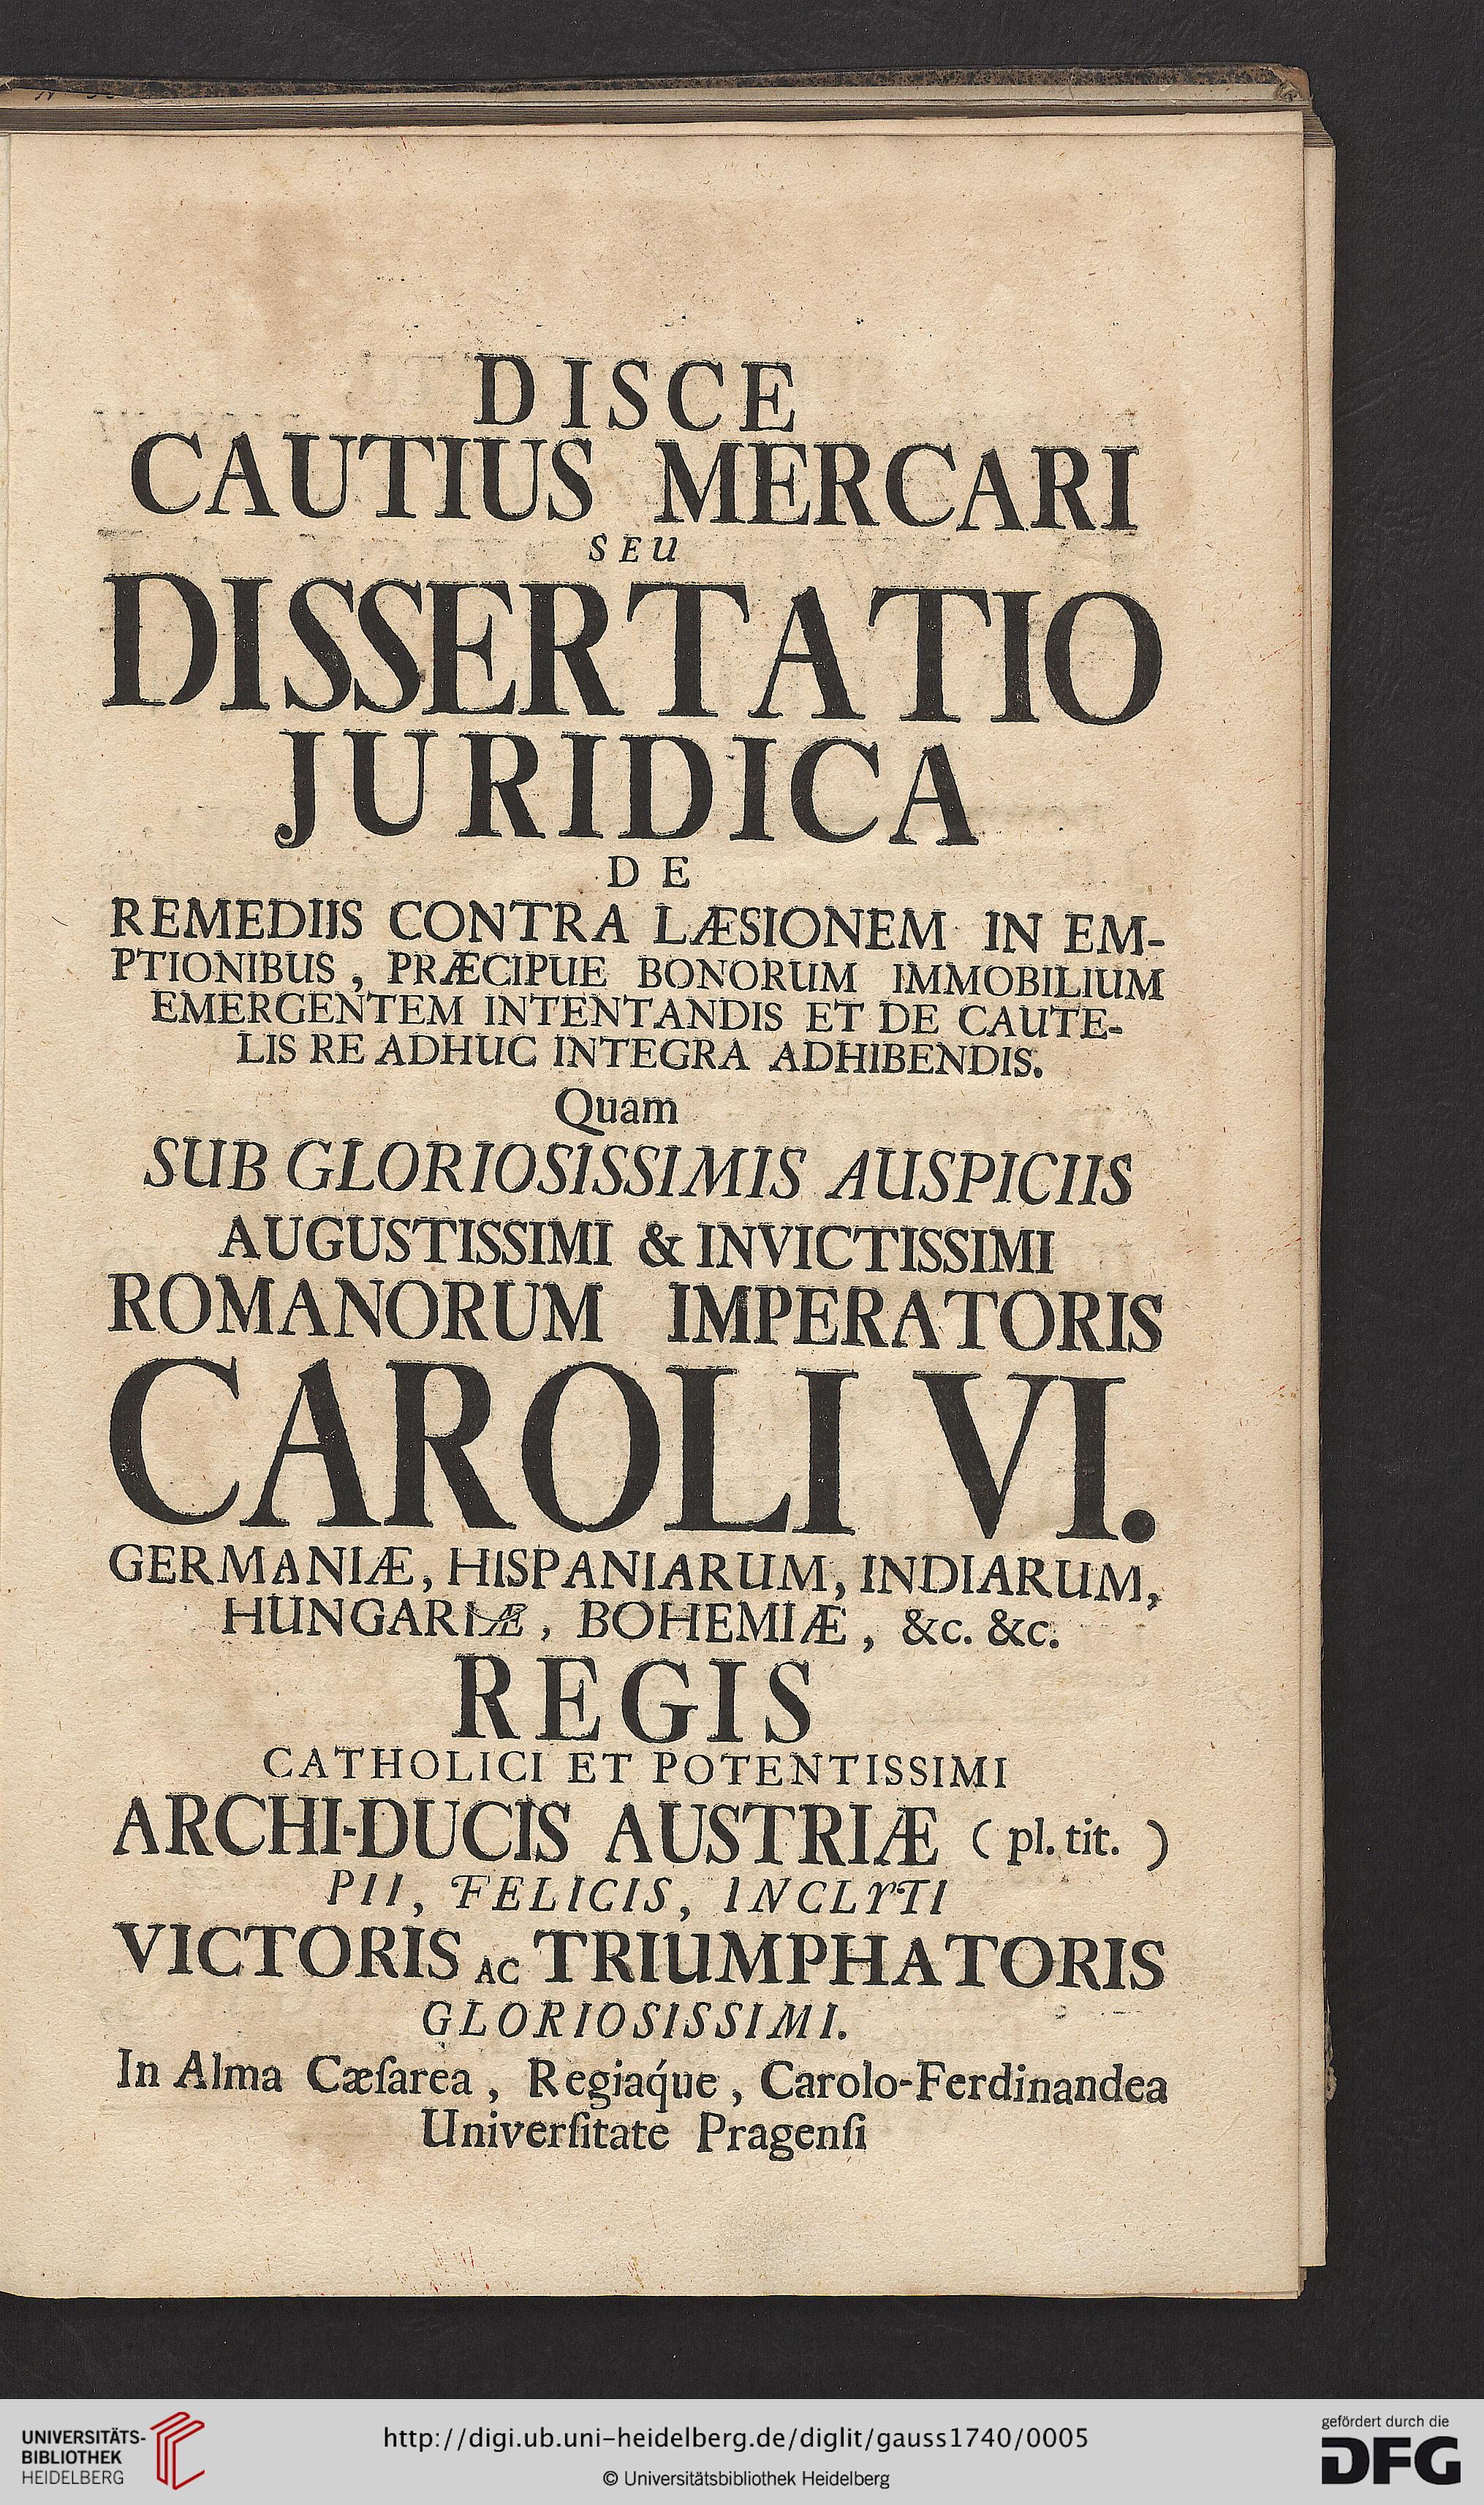 DISCE
CAUTIUS MERCARI
SEU
DISSERTATIO
JURIDICA
DE
REMEDIIS CONTRA LÆSIONEM IN EM-
PTIONIBUS, PRÆCIPUE BONORUM IMMOBILIUM
EMERGENTEM INTENTANDIS ET DE CAUTE-
LIS RE ADHUC INTEGRA ADHIBENDIS.
Quam
SUB GLORIOSISSIMIS AUSPICIIS
AUGUSTISSIMI & INVICTISSIMI
ROMANORUM IMPERATORIS
CAROLI VI.
GERMANIÆ, HISPANIARUM, INDIARUM,
HUNGARIÆ, BOHEMIÆ, &c. &c.
REGIS
CATHOLICI ET POTENTISSIMI
ARCHI-DUCIS AUSTRIÆ (pl. tit.)
PII, FELICIS, INCLYTI
VICTORIS AC TRIUMPHATORIS
GLORIOSISSIMI.
In Alma Cæſarea, Regiaq́ue, Carolo-Ferdinandea
Univerſitate Pragenſi
UNIVERSITÄTS-
BIBLIOTHEK
HEIDELBERG
http://digi.ub.uni-heidelberg.de/diglit/gauss1740/0005
© Universitätsbibliothek Heidelberg
gefördert durch die
DFG